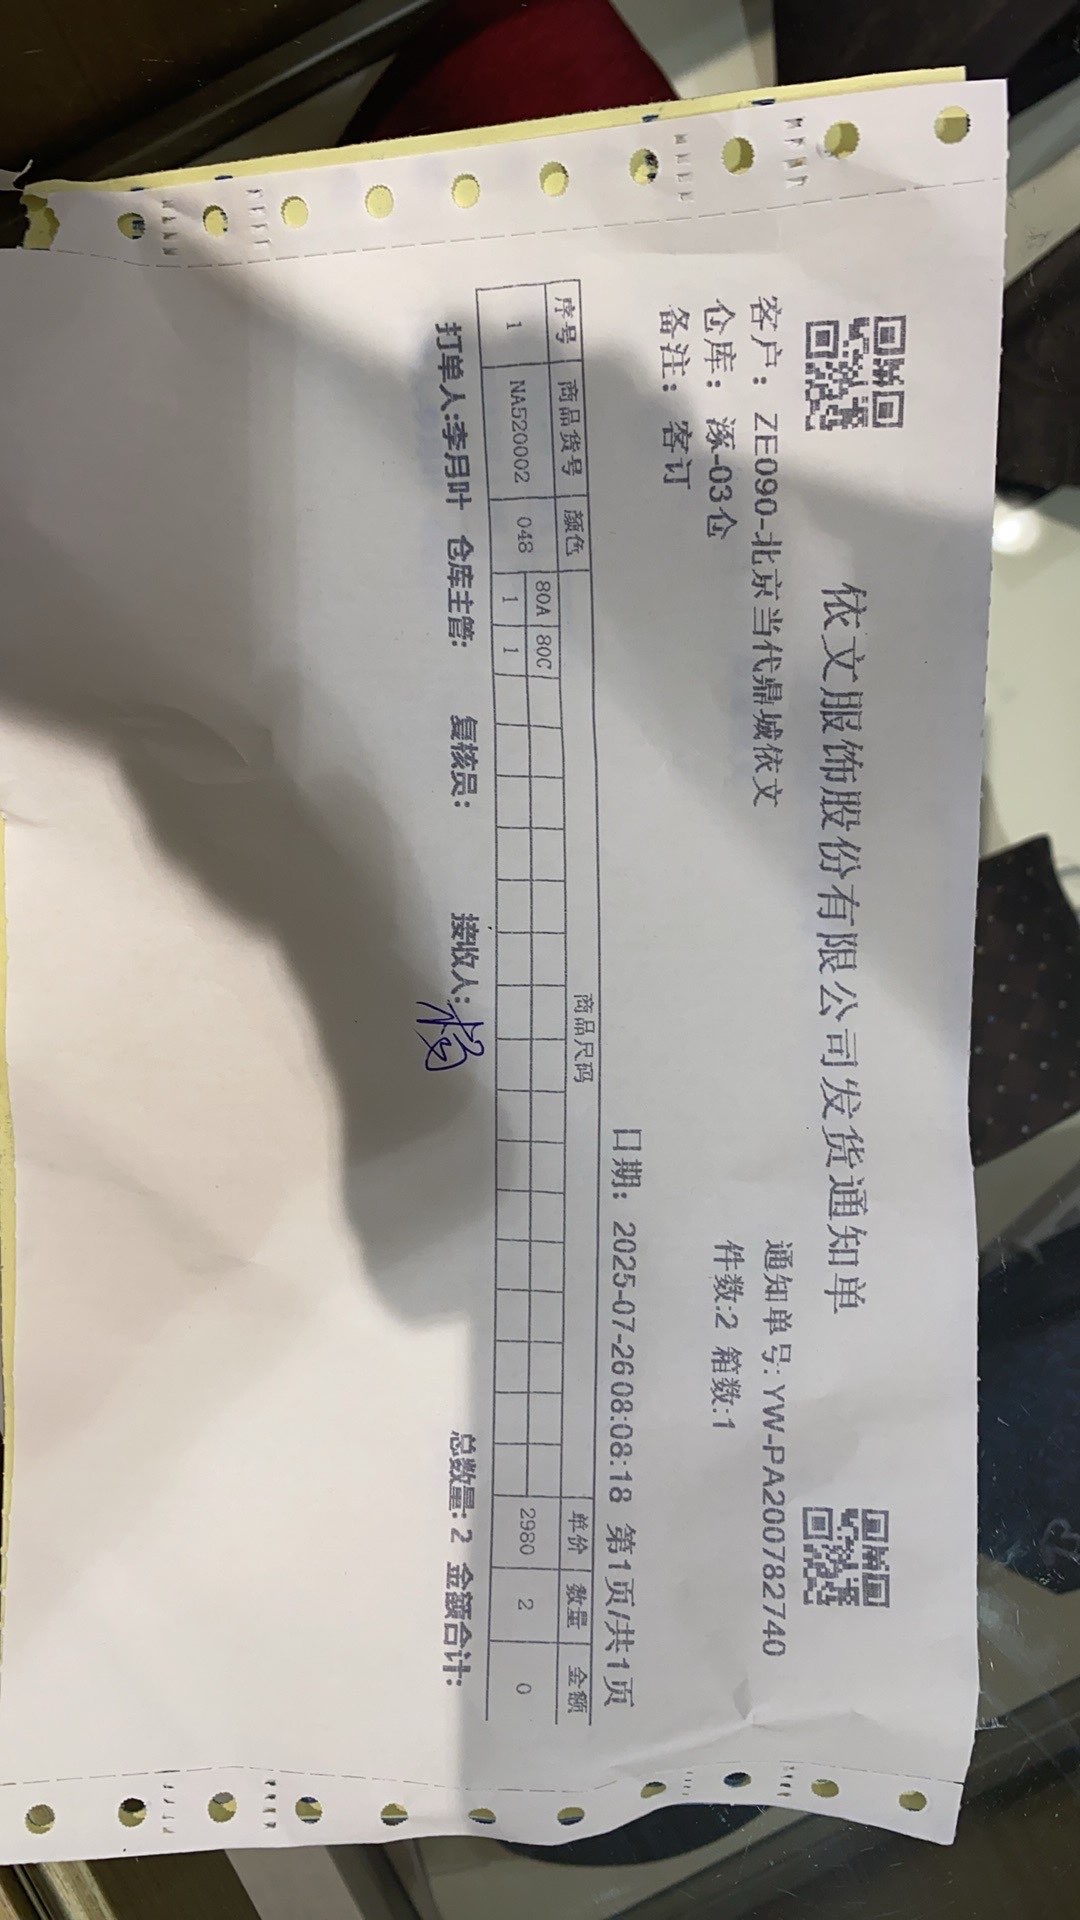 依文服饰股份有限公司发货通知单
客户： ZE090-北京当代鼎城依文 通知单号: YW-PA200782740
仓库： 涿-03仓 件数:2 箱数:1
备注： 客订
日期： 2025-07-26 08:08:18 第1页/共1页
序号 商品货号 颜色 商品尺码 单价 数量 金额
80A 80C
1 NA520002 048 1 1 2980 2 0
打单人:李月叶 仓库主管: 复核员: 接收人: 杨 总数量: 2 金额合计: